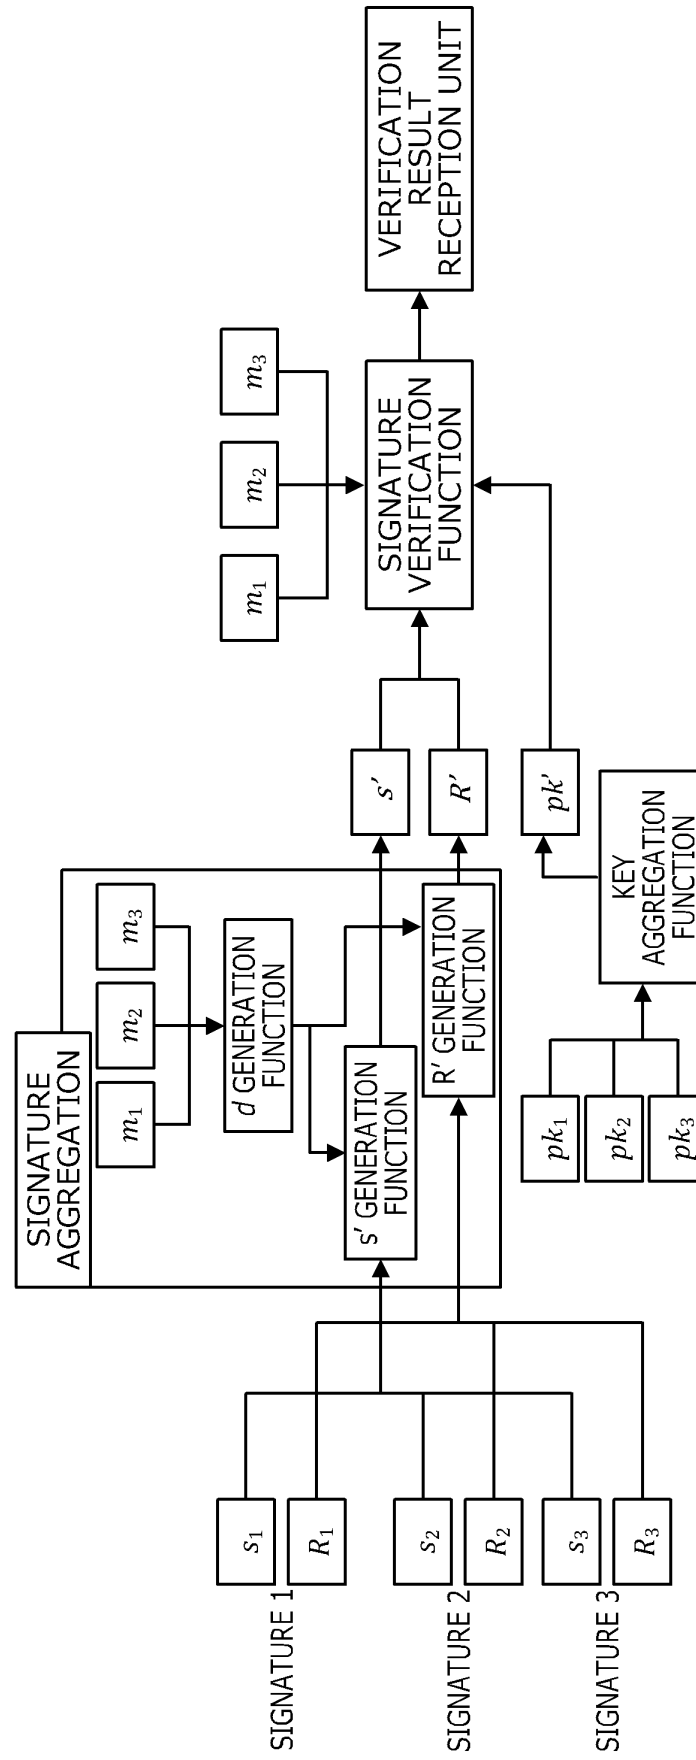 SIGNATURE 1
s₁
R₁
SIGNATURE 2
s₂
R₂
SIGNATURE 3
s₃
R₃
SIGNATURE
AGGREGATION
m₁
m₂
m₃
d GENERATION
FUNCTION
s' GENERATION
FUNCTION
R' GENERATION
FUNCTION
s'
R'
pk₁
pk₂
pk₃
KEY
AGGREGATION
FUNCTION
pk'
m₁
m₂
m₃
SIGNATURE
VERIFICATION
FUNCTION
VERIFICATION
RESULT
RECEPTION UNIT